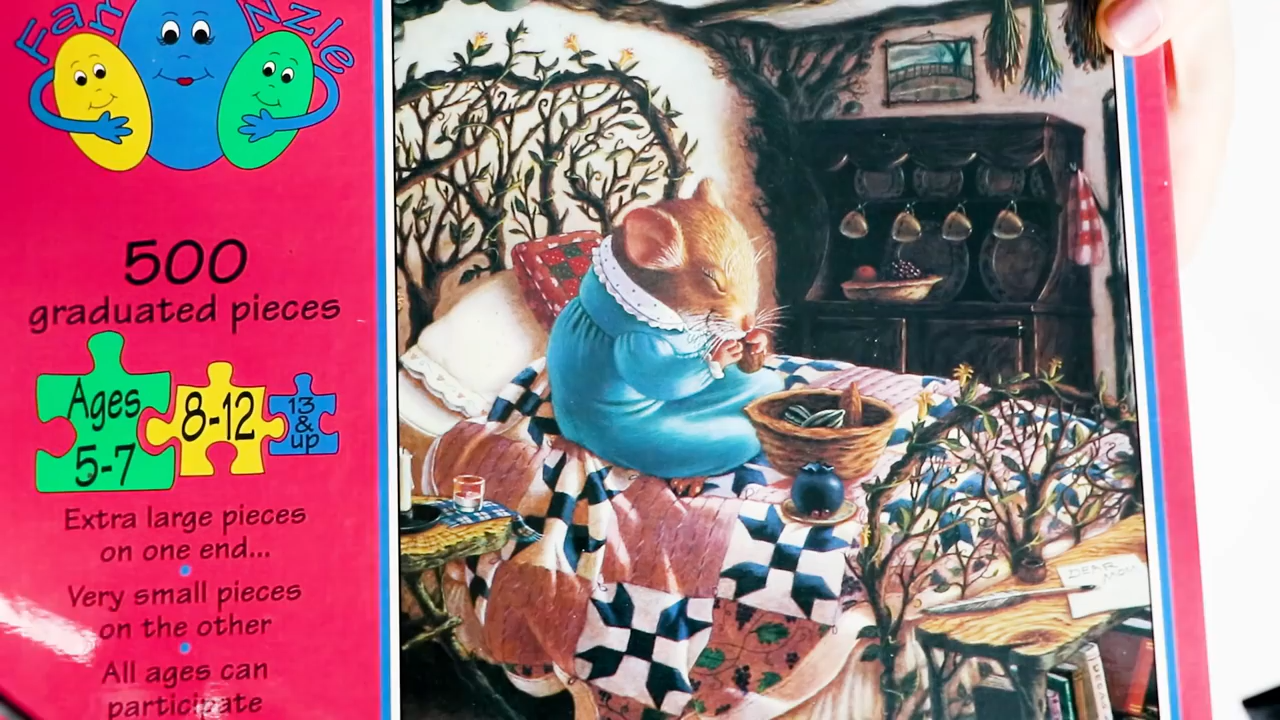 500
graduated pieces
Ages
5-7
8-12
13
&
up
Extra large pieces
on one end...
Very small pieces
on the other
All ages can
participate
DEAR
MOM